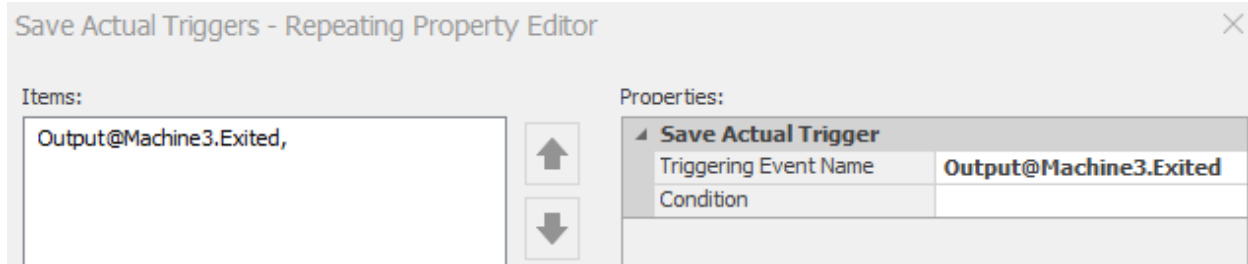 Save Actual Triggers - Repeating Property Editor
Items:
Properties:
Output@Machine3.Exited,
Save Actual Trigger
Triggering Event Name Output@Machine3.Exited
Condition